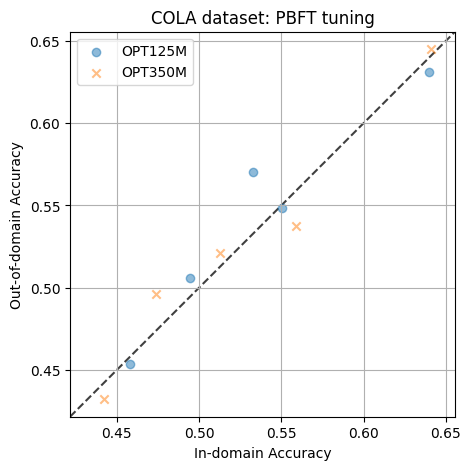 COLA dataset: PBFT tuning
OPT125M
OPT350M
Out-of-domain Accuracy
0.65
0.60
0.55
0.50
0.45
0.45
0.50
0.55
0.60
0.65
In-domain Accuracy